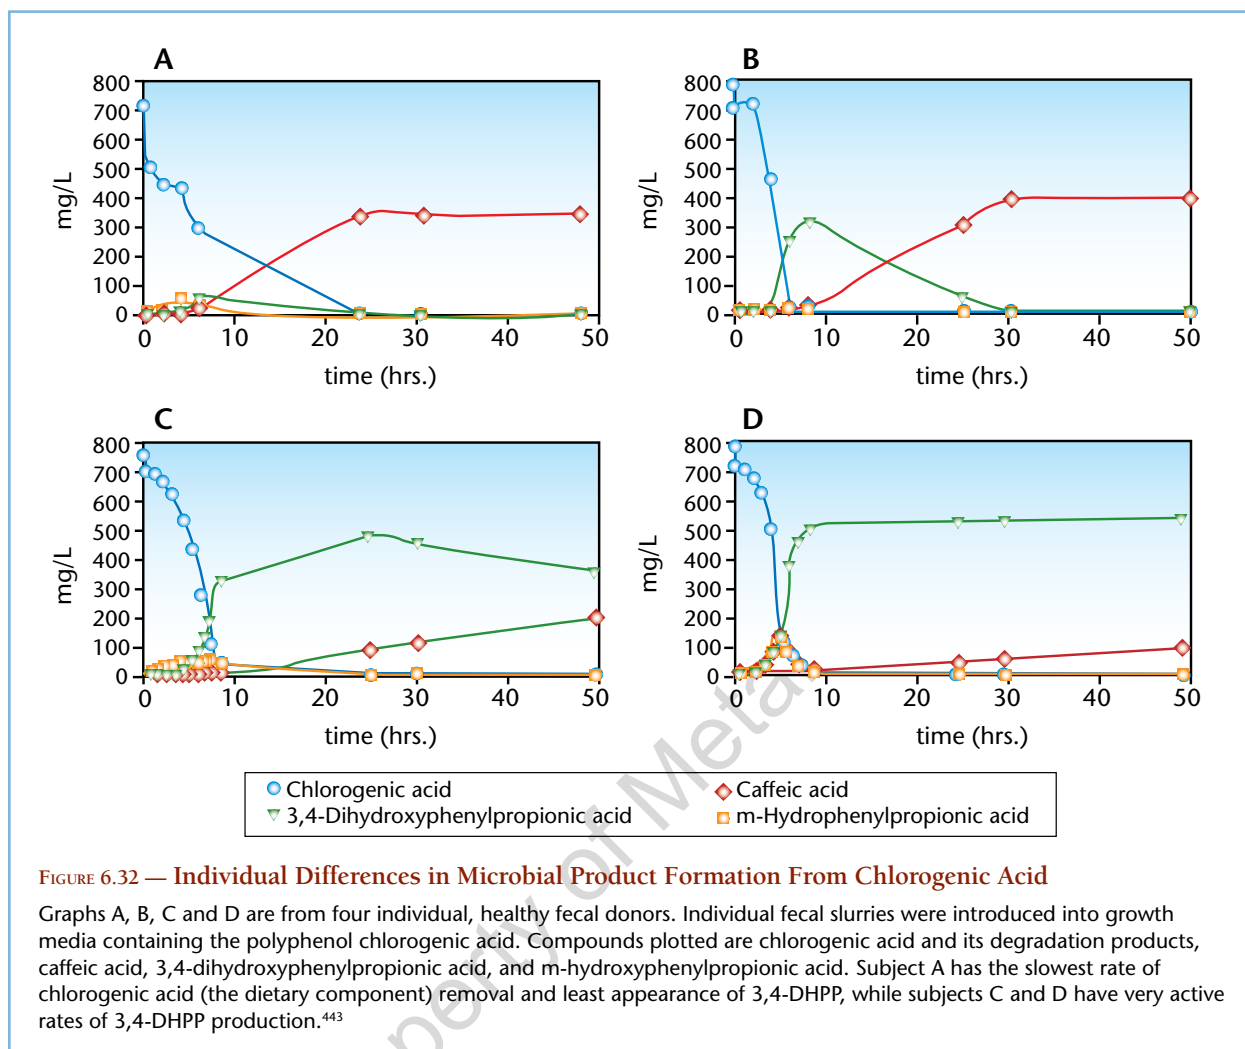 A
800
700
600
500
400
300
200
100
0
mg/L
0 10 20 30 40 50
time (hrs.)
B
800
700
600
500
400
300
200
100
0
mg/L
0 10 20 30 40 50
time (hrs.)
C
800
700
600
500
400
300
200
100
0
mg/L
0 10 20 30 40 50
time (hrs.)
D
800
700
600
500
400
300
200
100
0
mg/L
0 10 20 30 40 50
time (hrs.)
Chlorogenic acid Caffeic acid
3,4-Dihydroxyphenylpropionic acid m-Hydrophenylpropionic acid
FIGURE 6.32 — Individual Differences in Microbial Product Formation From Chlorogenic Acid
Graphs A, B, C and D are from four individual, healthy fecal donors. Individual fecal slurries were introduced into growth
media containing the polyphenol chlorogenic acid. Compounds plotted are chlorogenic acid and its degradation products,
caffeic acid, 3,4-dihydroxyphenylpropionic acid, and m-hydroxyphenylpropionic acid. Subject A has the slowest rate of
chlorogenic acid (the dietary component) removal and least appearance of 3,4-DHPP, while subjects C and D have very active
rates of 3,4-DHPP production.443